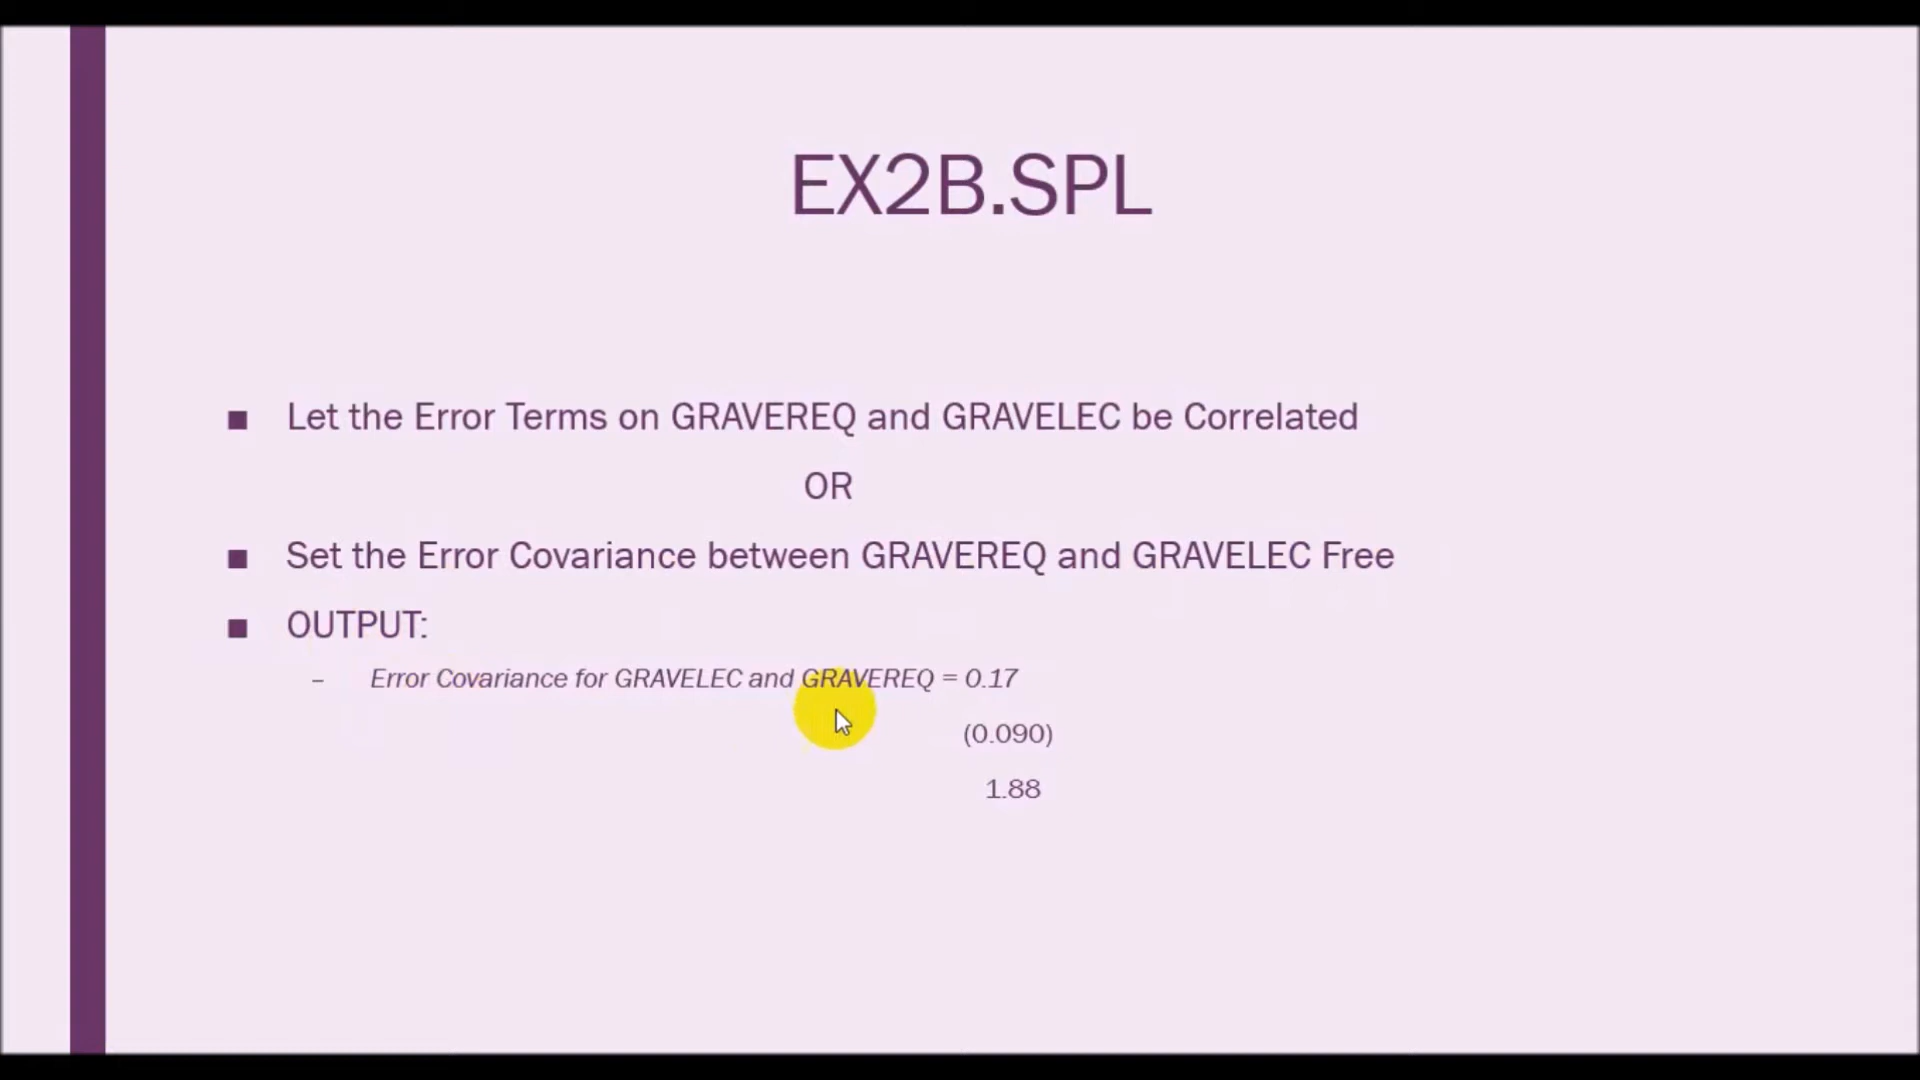 EX2B.SPL
■ Let the Error Terms on GRAVEREQ and GRAVELEC be Correlated
OR
■ Set the Error Covariance between GRAVEREQ and GRAVELEC Free
■ OUTPUT:
– Error Covariance for GRAVELEC and GRAVEREQ = 0.17
(0.090)
1.88